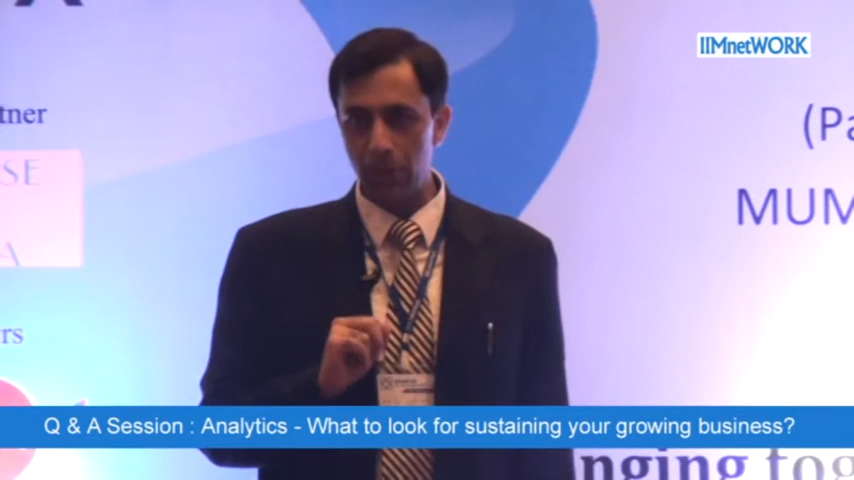 IIMnetWORK
tner
SE
A
(Pa
MUM
rs
Q & A Session : Analytics - What to look for sustaining your growing business?
nging tog